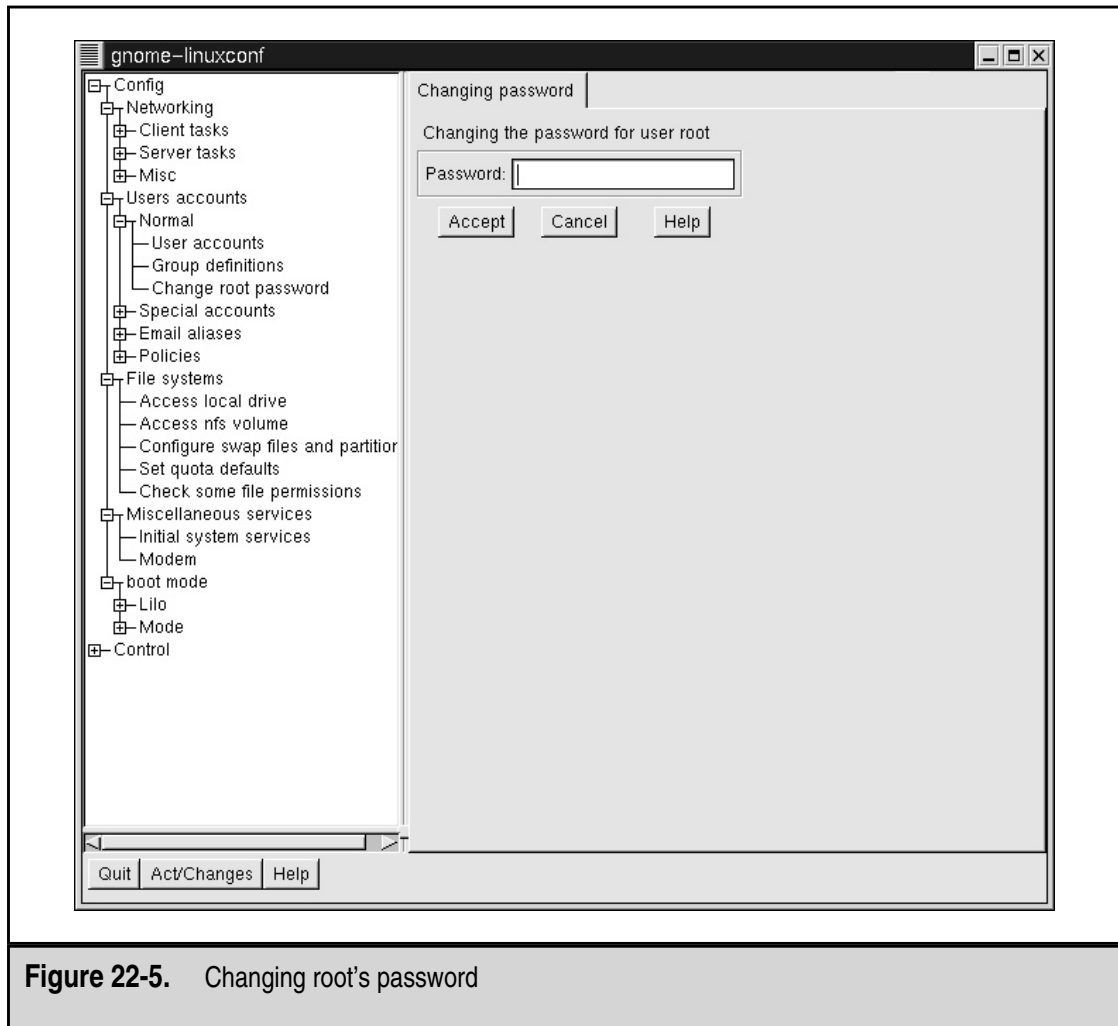 gnome-linuxconf
Config
Networking
Client tasks
Server tasks
Misc
Users accounts
Normal
User accounts
Group definitions
Change root password
Special accounts
Email aliases
Policies
File systems
Access local drive
Access nfs volume
Configure swap files and partition
Set quota defaults
Check some file permissions
Miscellaneous services
Initial system services
Modem
boot mode
Lilo
Mode
Control
Changing password
Changing the password for user root
Password:
Accept Cancel Help
Quit Act/Changes Help
Figure 22-5. Changing root's password